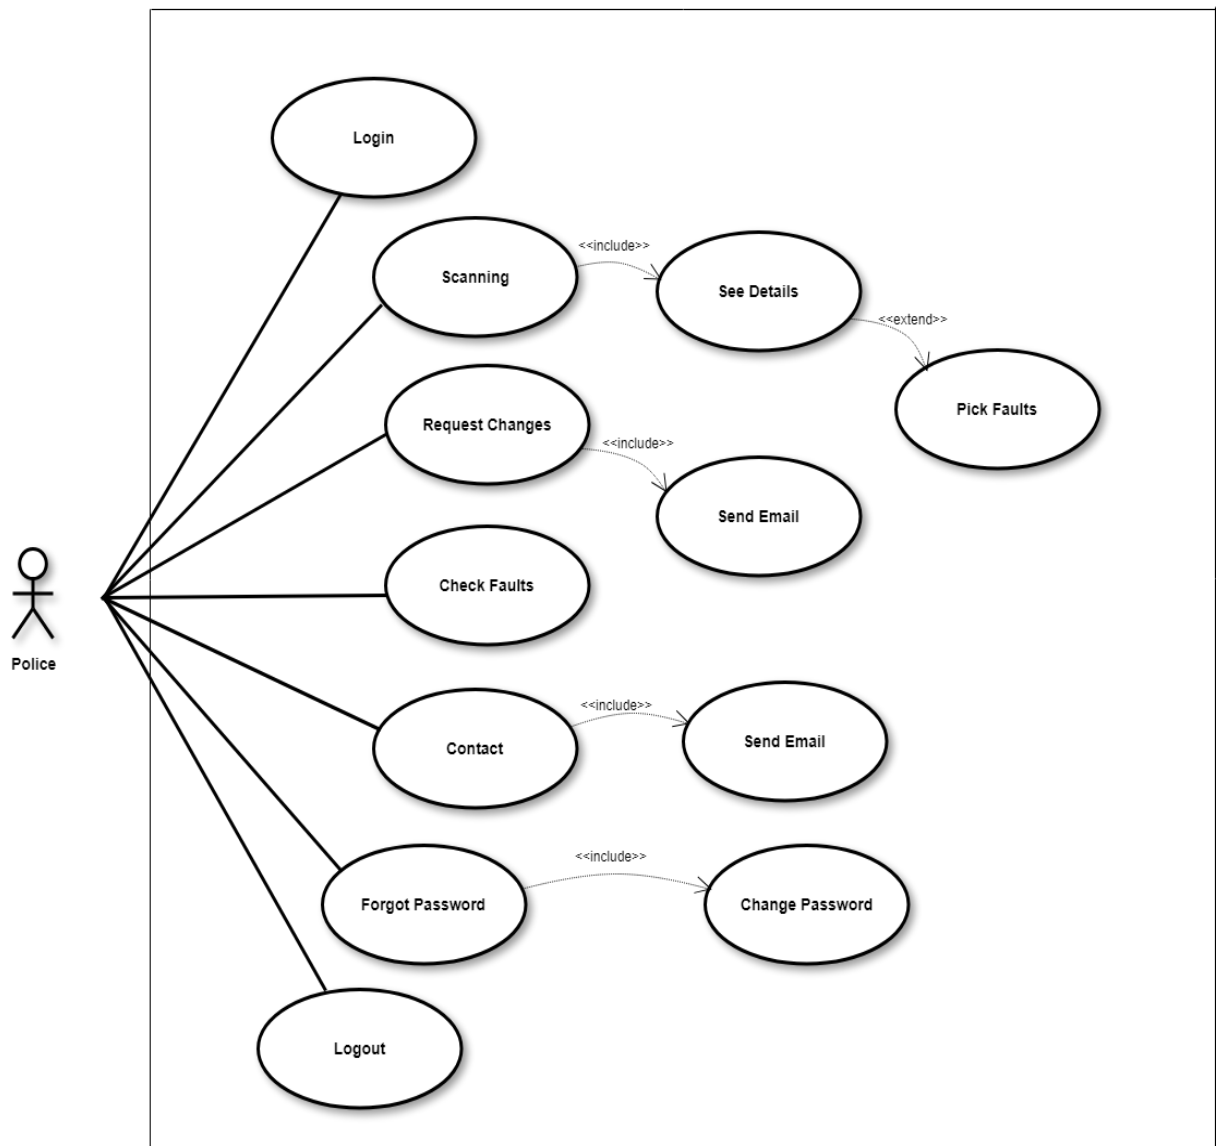 Login
Scanning
<<include>>
See Details
<<extend>>
Pick Faults
Request Changes
<<include>>
Send Email
Check Faults
Police
Contact
<<include>>
Send Email
Forgot Password
<<include>>
Change Password
Logout